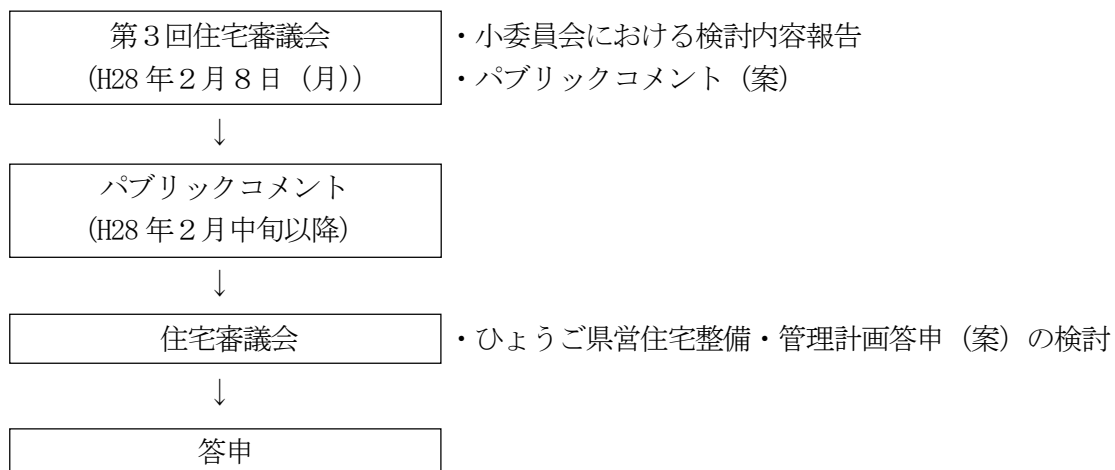 第３回住宅審議会
(H28 年２月８日（月）)
・小委員会における検討内容報告
・パブリックコメント（案）
↓
パブリックコメント
(H28 年２月中旬以降)
↓
住宅審議会
・ひょうご県営住宅整備・管理計画答申（案）の検討
↓
答申